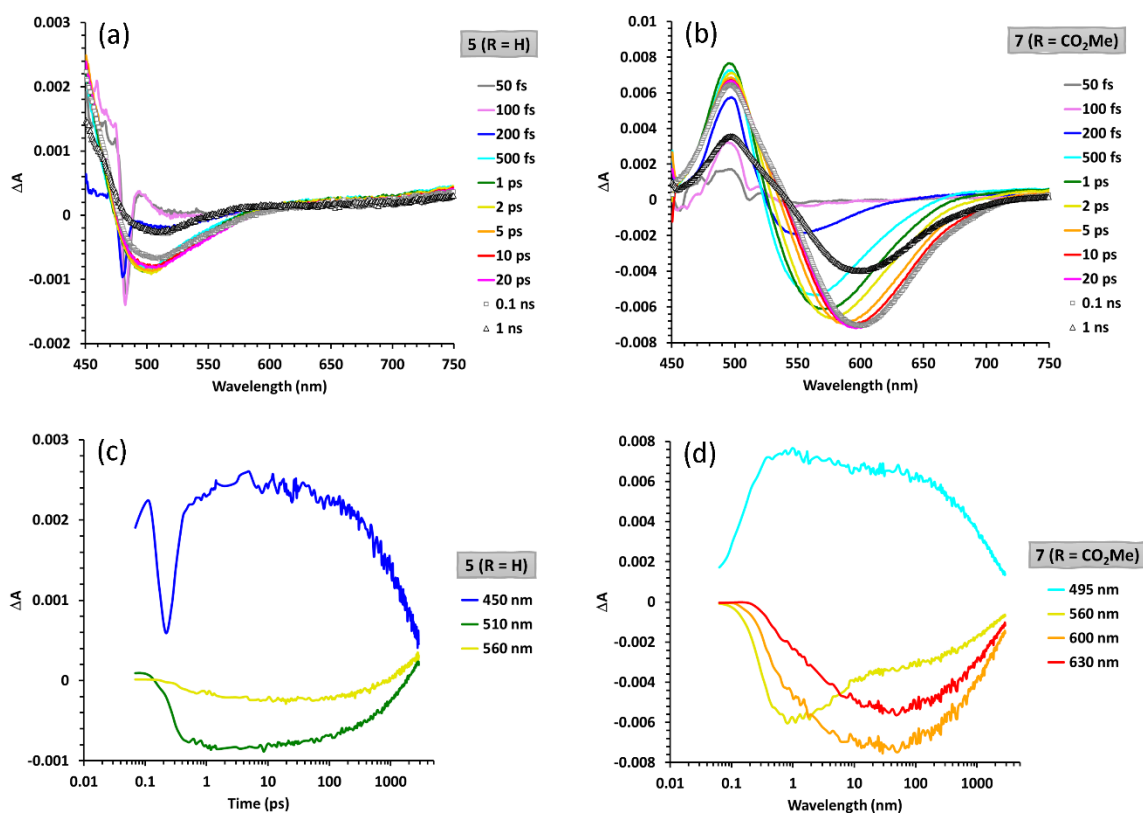 (a)
5 (R = H)
0.003
0.002
0.001
0
-0.001
-0.002
ΔA
450 500 550 600 650 700 750
Wavelength (nm)
50 fs
100 fs
200 fs
500 fs
1 ps
2 ps
5 ps
10 ps
20 ps
0.1 ns
1 ns
(b)
7 (R = CO₂Me)
0.01
0.008
0.006
0.004
0.002
0
-0.002
-0.004
-0.006
-0.008
ΔA
450 500 550 600 650 700 750
Wavelength (nm)
50 fs
100 fs
200 fs
500 fs
1 ps
2 ps
5 ps
10 ps
20 ps
0.1 ns
1 ns
(c)
5 (R = H)
0.003
0.002
0.001
0
-0.001
ΔA
0.01 0.1 1 10 100 1000
Time (ps)
450 nm
510 nm
560 nm
(d)
7 (R = CO₂Me)
0.008
0.006
0.004
0.002
0
-0.002
-0.004
-0.006
-0.008
ΔA
0.01 0.1 1 10 100 1000
Wavelength (nm)
495 nm
560 nm
600 nm
630 nm